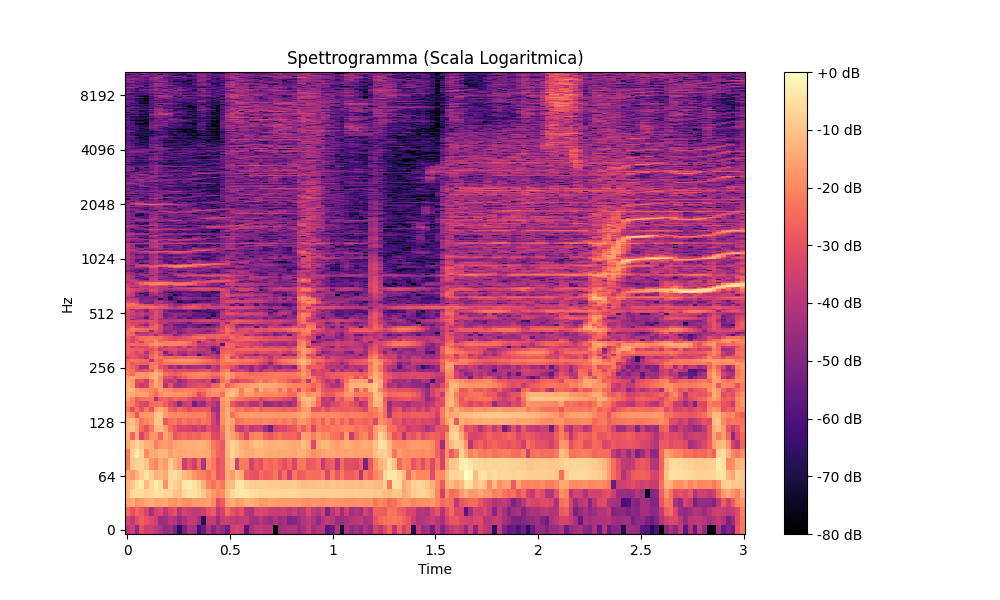 Spettrogramma (Scala Logaritmica)
Hz
8192
4096
2048
1024
512
256
128
64
0
0 0.5 1 1.5 2 2.5 3
Time
+0 dB
-10 dB
-20 dB
-30 dB
-40 dB
-50 dB
-60 dB
-70 dB
-80 dB